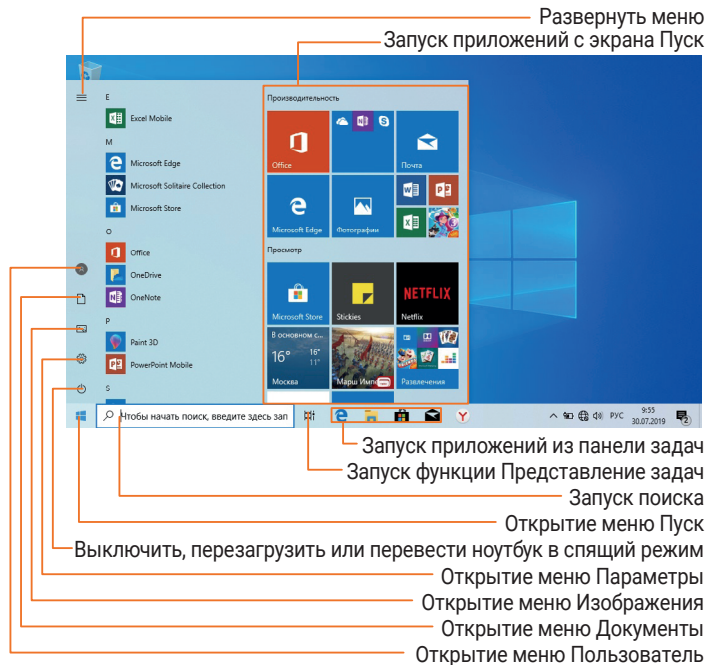 Развернуть меню
Запуск приложений с экрана Пуск
E
Excel Mobile
M
Microsoft Edge
Microsoft Solitaire Collection
Microsoft Store
O
Office
OneDrive
OneNote
P
Paint 3D
PowerPoint Mobile
S
Производительность
Office
Почта
Microsoft Edge
Фотографии
Просмотр
Microsoft Store
Stickies
NETFLIX
Netflix
В основном с...
16°
16°
11°
Москва
Марш Импе
Развлечения
Чтобы начать поиск, введите здесь зап
РУС
9:55
30.07.2019
2
Запуск приложений из панели задач
Запуск функции Представление задач
Запуск поиска
Открытие меню Пуск
Выключить, перезагрузить или перевести ноутбук в спящий режим
Открытие меню Параметры
Открытие меню Изображения
Открытие меню Документы
Открытие меню Пользователь